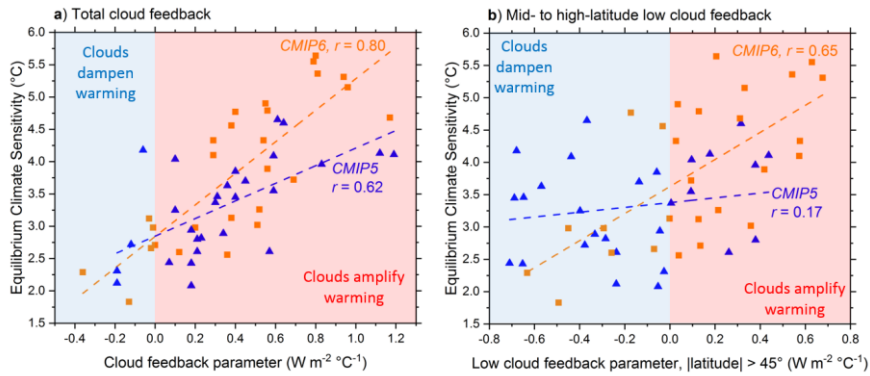 a) Total cloud feedback
6.0
5.5
5.0
4.5
4.0
3.5
3.0
2.5
2.0
1.5
Equilibrium Climate Sensitivity (°C)
Clouds
dampen
warming
CMIP6, r = 0.80
CMIP5
r = 0.62
Clouds amplify
warming
-0.4 -0.2 0.0 0.2 0.4 0.6 0.8 1.0 1.2
Cloud feedback parameter (W m⁻² °C⁻¹)
b) Mid- to high-latitude low cloud feedback
6.0
5.5
5.0
4.5
4.0
3.5
3.0
2.5
2.0
1.5
Equilibrium Climate Sensitivity (°C)
Clouds
dampen
warming
CMIP6, r = 0.65
CMIP5
r = 0.17
Clouds amplify
warming
-0.8 -0.6 -0.4 -0.2 0.0 0.2 0.4 0.6 0.8
Low cloud feedback parameter, |latitude| > 45° (W m⁻² °C⁻¹)